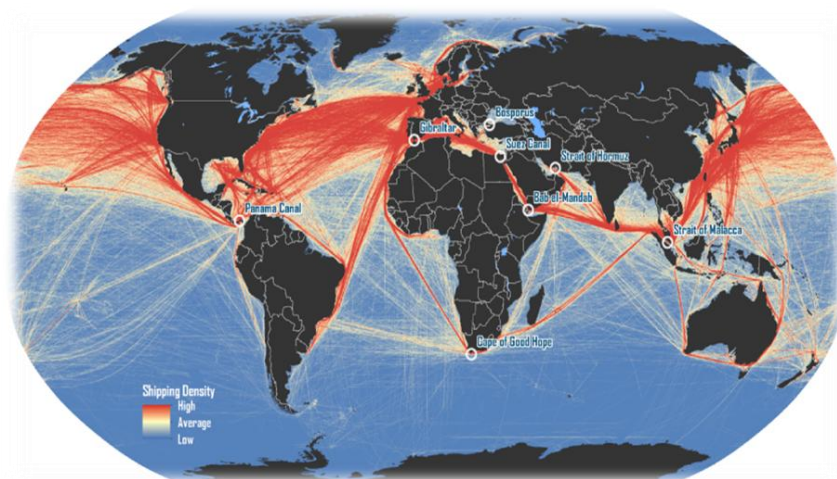 Bosporus
Gibraltar
Suez Canal
Strait of Hormuz
Panama Canal
Bab el-Mandab
Strait of Malacca
Cape of Good Hope
Shipping Density
High
Average
Low